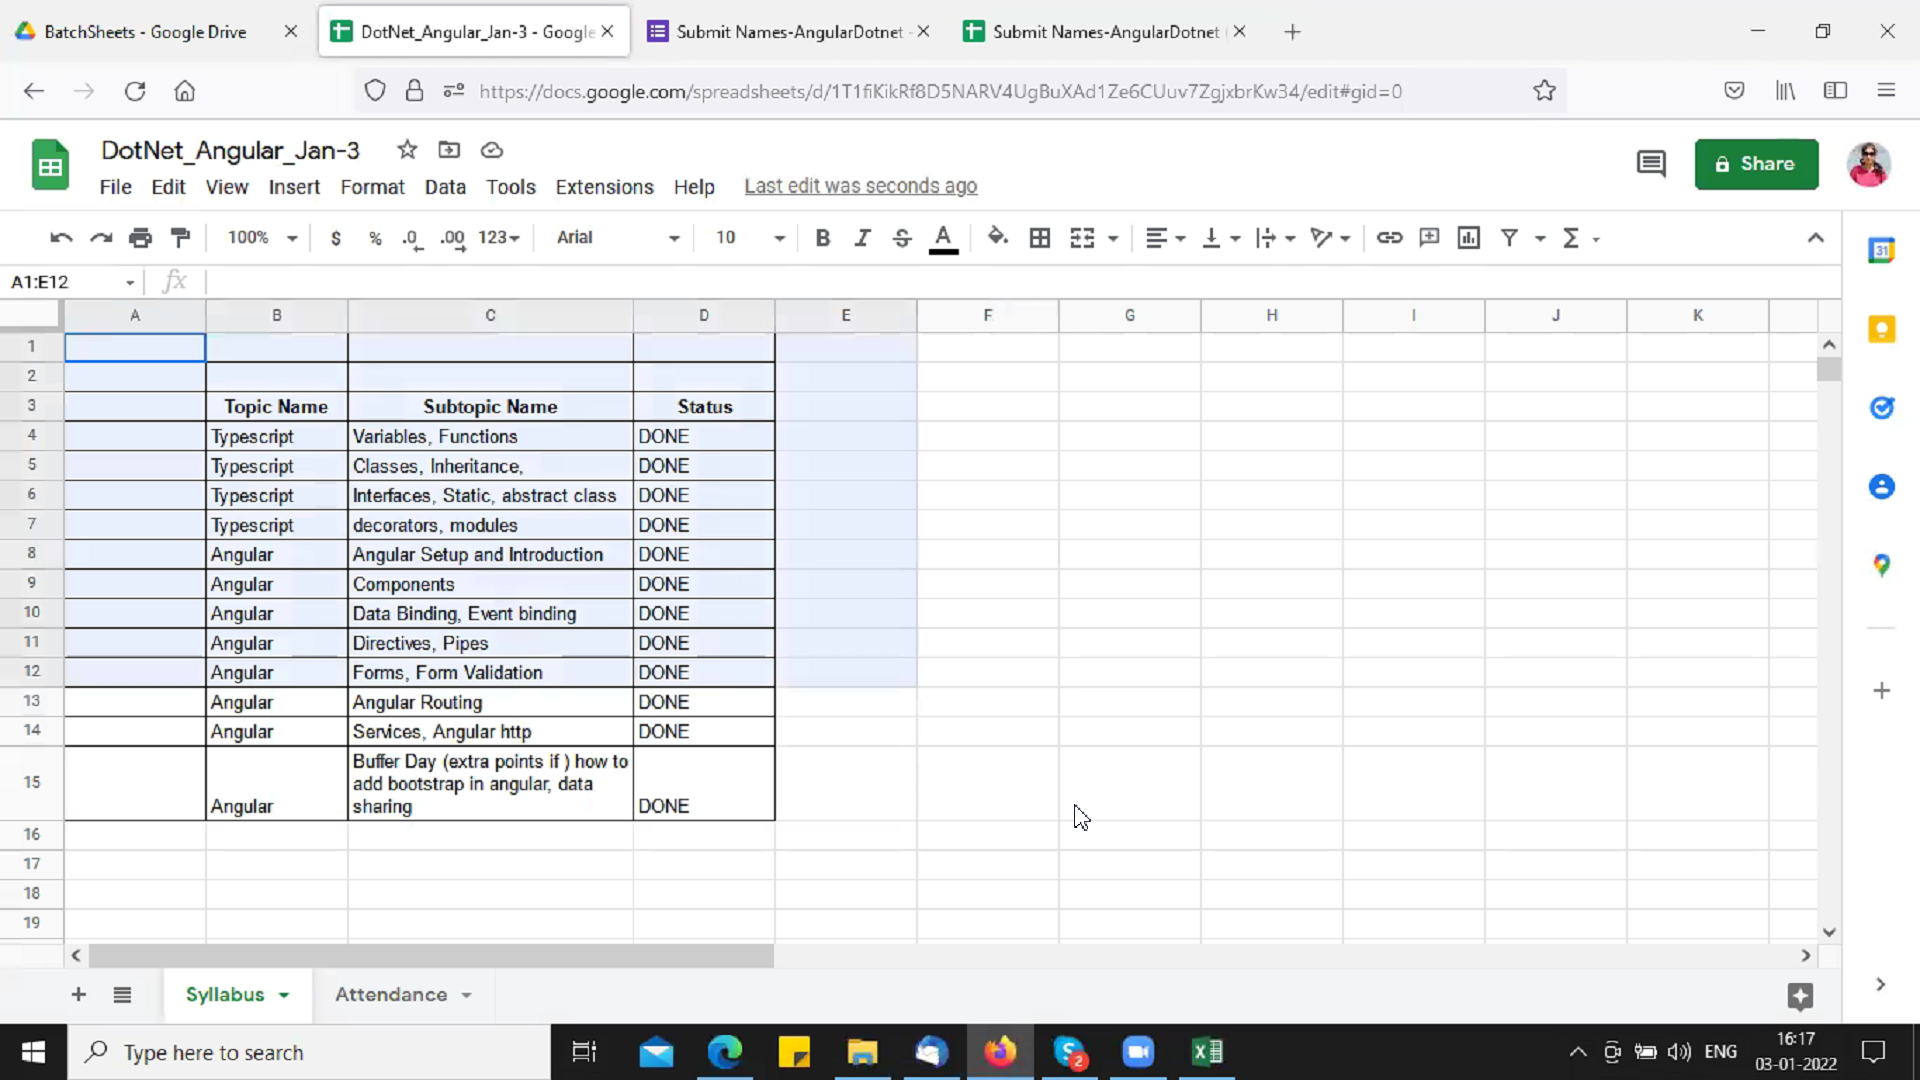 BatchSheets - Google Drive
DotNet_Angular_Jan-3 - Google
Submit Names-AngularDotnet -
Submit Names-AngularDotnet (
https://docs.google.com/spreadsheets/d/1T1fiKikRf8D5NARV4UgBuXAd1Ze6CUuv7ZgjxbrKw34/edit#gid=0
DotNet_Angular_Jan-3
Share
File Edit View Insert Format Data Tools Extensions Help Last edit was seconds ago
100% $ % .0 .00 123 Arial 10 B I S A Σ
31
A1:E12 fx
A B C D E F G H I J K
1
2
3 Topic Name Subtopic Name Status
4 Typescript Variables, Functions DONE
5 Typescript Classes, Inheritance, DONE
6 Typescript Interfaces, Static, abstract class DONE
7 Typescript decorators, modules DONE
8 Angular Angular Setup and Introduction DONE
9 Angular Components DONE
10 Angular Data Binding, Event binding DONE
11 Angular Directives, Pipes DONE
12 Angular Forms, Form Validation DONE
13 Angular Angular Routing DONE
14 Angular Services, Angular http DONE
Buffer Day (extra points if ) how to
15 add bootstrap in angular, data
Angular sharing DONE
16
17
18
19
Syllabus Attendance
Type here to search
2
ENG
16:17
03-01-2022